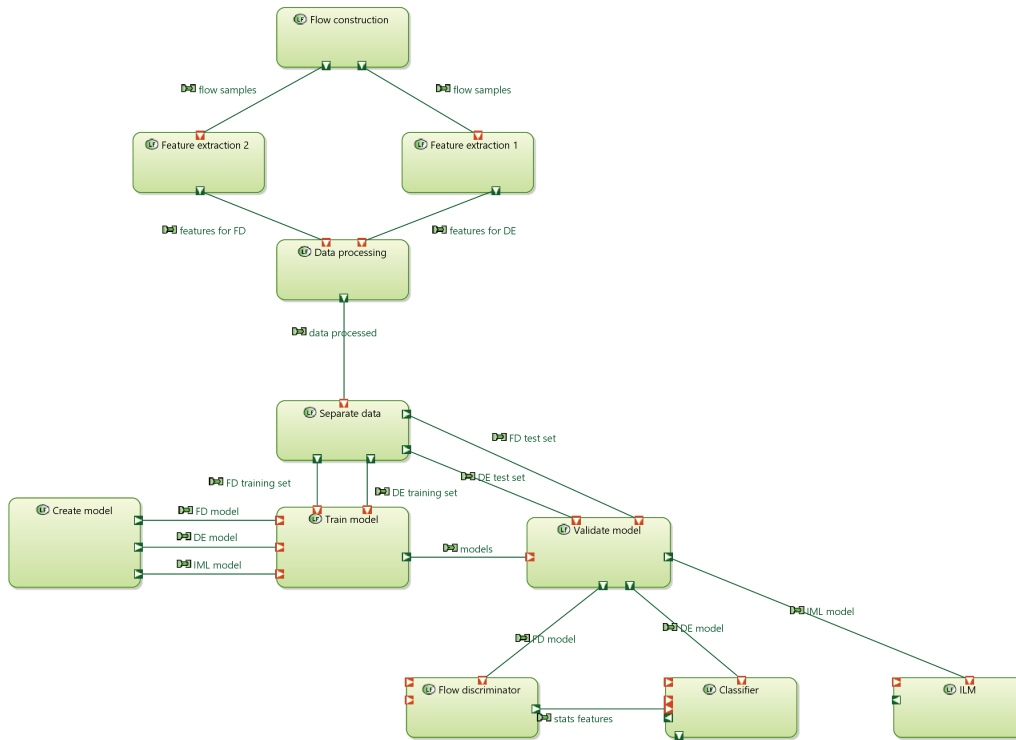 Flow construction
flow samples
flow samples
Feature extraction 2
Feature extraction 1
features for FD
features for DE
Data processing
data processed
Separate data
FD test set
DE test set
FD training set
DE training set
Create model
FD model
DE model
IML model
Train model
models
Validate model
FD model
DE model
IML model
Flow discriminator
stats features
Classifier
ILM